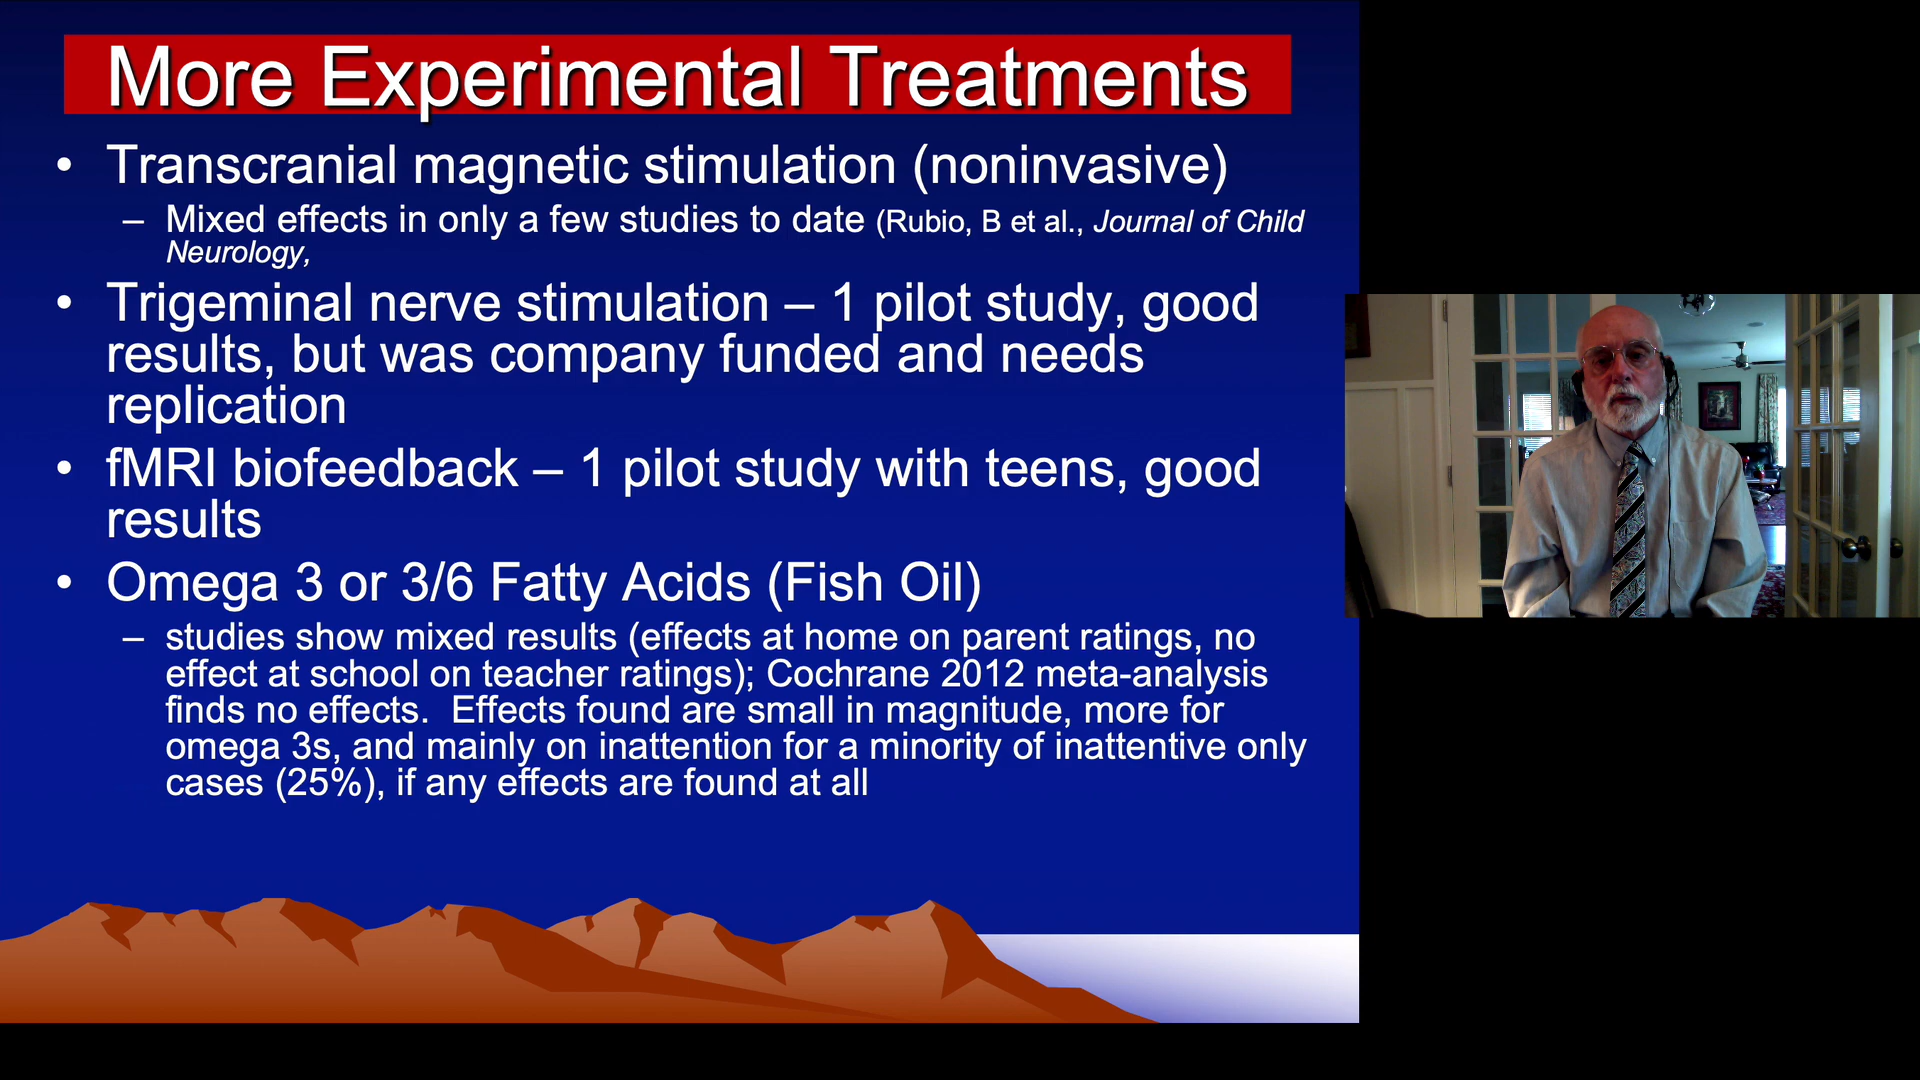 More Experimental Treatments
• Transcranial magnetic stimulation (noninvasive)
– Mixed effects in only a few studies to date (Rubio, B et al., Journal of Child
Neurology,
• Trigeminal nerve stimulation – 1 pilot study, good
results, but was company funded and needs
replication
• fMRI biofeedback – 1 pilot study with teens, good
results
• Omega 3 or 3/6 Fatty Acids (Fish Oil)
– studies show mixed results (effects at home on parent ratings, no
effect at school on teacher ratings); Cochrane 2012 meta-analysis
finds no effects.  Effects found are small in magnitude, more for
omega 3s, and mainly on inattention for a minority of inattentive only
cases (25%), if any effects are found at all